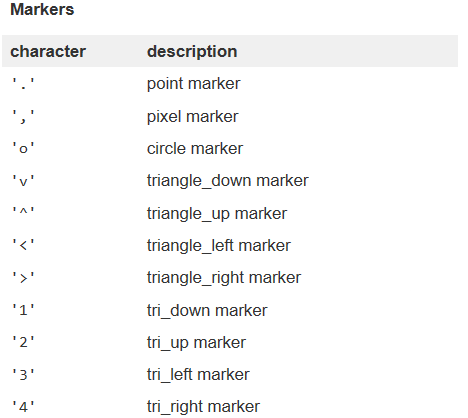 Markers
character description
'.' point marker
',' pixel marker
'o' circle marker
'v' triangle_down marker
'^' triangle_up marker
'<' triangle_left marker
'>' triangle_right marker
'1' tri_down marker
'2' tri_up marker
'3' tri_left marker
'4' tri_right marker